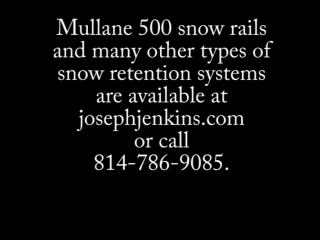 Mullane 500 snow rails
and many other types of
snow retention systems
are available at
josephjenkins.com
or call
814-786-9085.